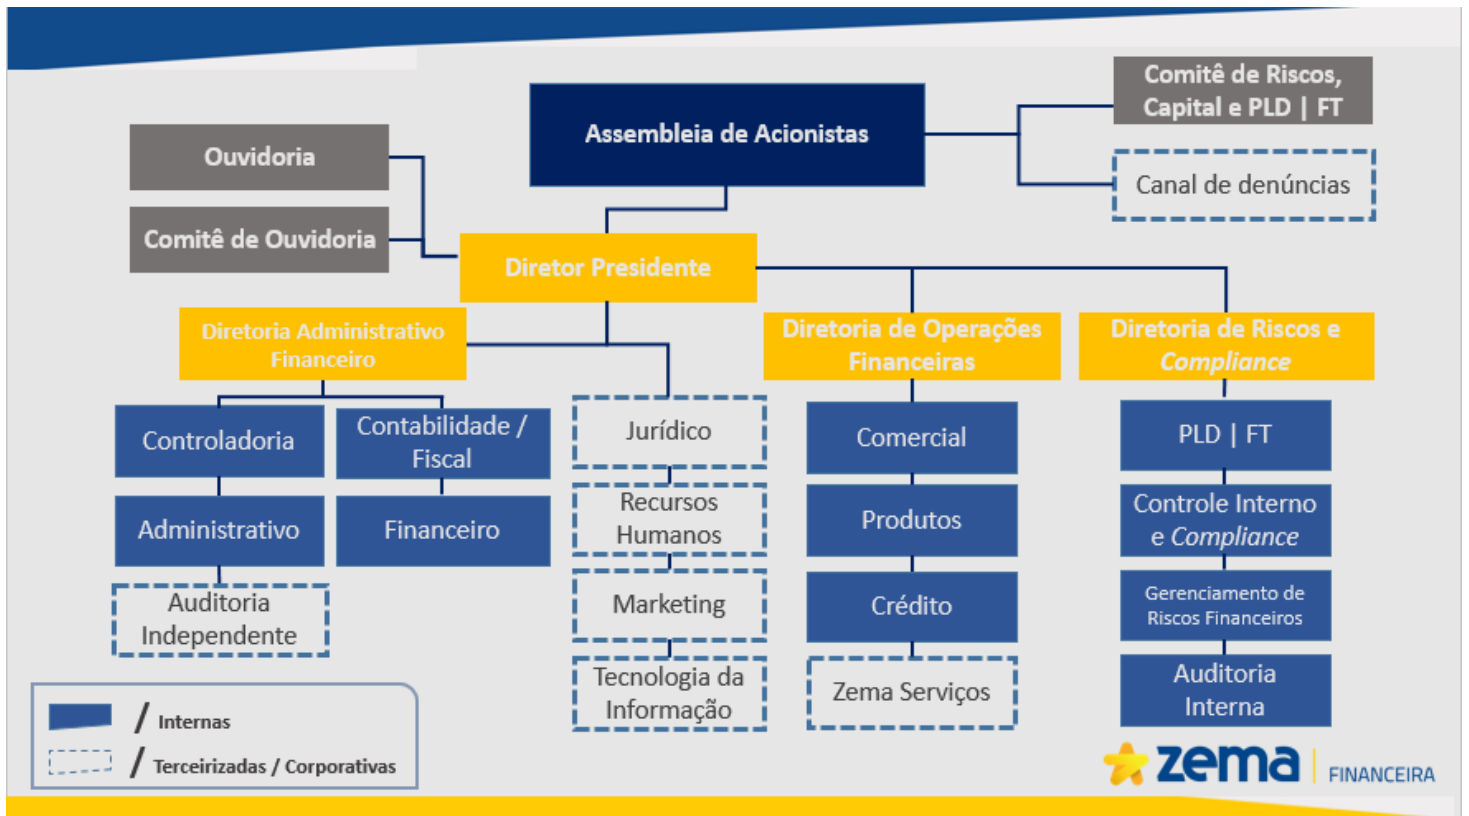 Assembleia de Acionistas
Comitê de Riscos,
Capital e PLD | FT
Canal de denúncias
Ouvidoria
Comitê de Ouvidoria
Diretor Presidente
Diretoria Administrativo
Financeiro
Diretoria de Operações
Financeiras
Diretoria de Riscos e
Compliance
Controladoria
Administrativo
Auditoria
Independente
Contabilidade /
Fiscal
Financeiro
Jurídico
Recursos
Humanos
Marketing
Tecnologia da
Informação
Comercial
Produtos
Crédito
Zema Serviços
PLD | FT
Controle Interno
e Compliance
Gerenciamento de
Riscos Financeiros
Auditoria
Interna
/ Internas
/ Terceirizadas / Corporativas
zema | FINANCEIRA